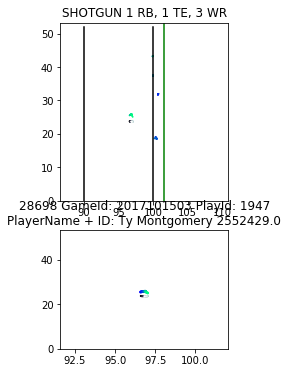 SHOTGUN 1 RB, 1 TE, 3 WR
50
40
30
20
10
0
90 95 100 105 110
28698 GameId: 2017101503 PlayId: 1947
PlayerName + ID: Ty Montgomery 2552429.0
40
20
0
92.5 95.0 97.5 100.0